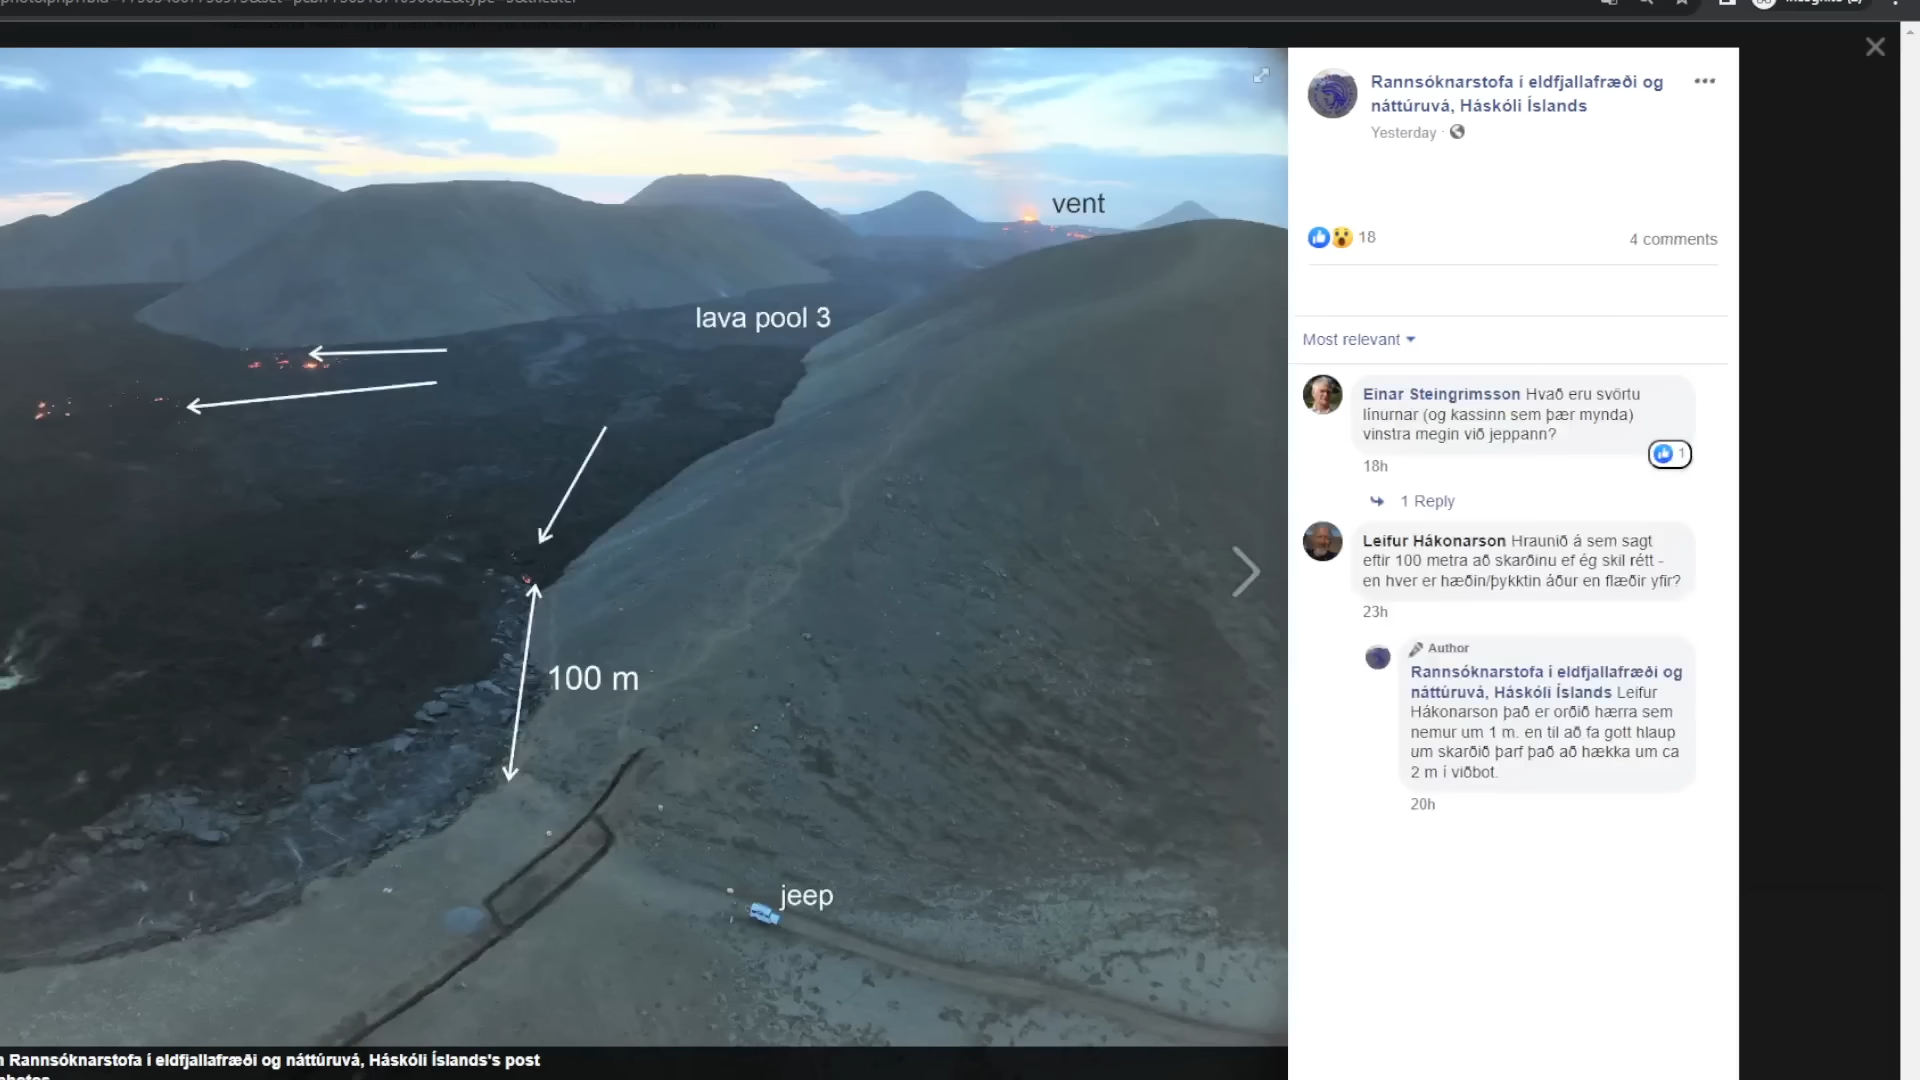 vent
lava pool 3
100 m
jeep
Rannsóknarstofa í eldfjallafræði og náttúruvá, Háskóli Íslands's post
Rannsóknarstofa í eldfjallafræði og
náttúruvá, Háskóli Íslands
Yesterday ·
18
4 comments
Most relevant
Einar Steingrimsson Hvað eru svörtu
línurnar (og kassinn sem þær mynda)
vinstra megin við jeppann?
1
18h
1 Reply
Leifur Hákonarson Hraunið á sem sagt
eftir 100 metra að skarðinu ef ég skil rétt -
en hver er hæðin/þykktin áður en flæðir yfir?
23h
Author
Rannsóknarstofa í eldfjallafræði og
náttúruvá, Háskóli Íslands Leifur
Hákonarson það er orðið hærra sem
nemur um 1 m. en til að fa gott hlaup
um skarðið þarf það að hækka um ca
2 m í viðbot.
20h